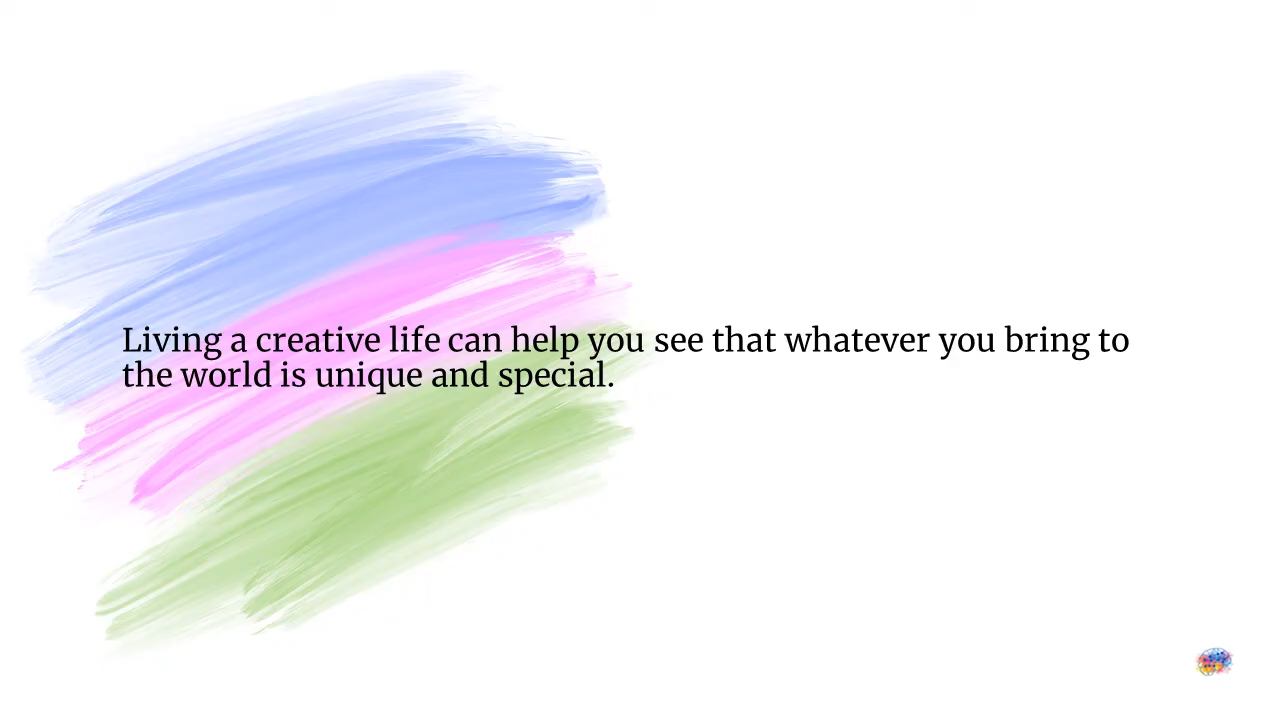 Living a creative life can help you see that whatever you bring to
the world is unique and special.